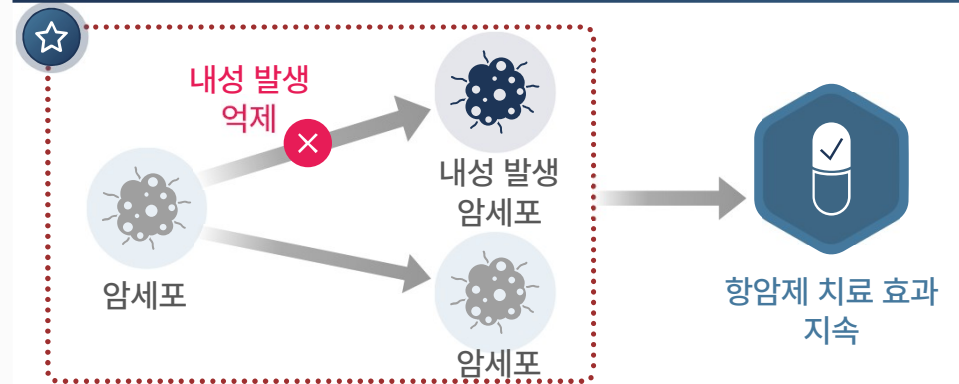 내성 발생
억제
내성 발생
암세포
암세포
암세포
항암제 치료 효과
지속